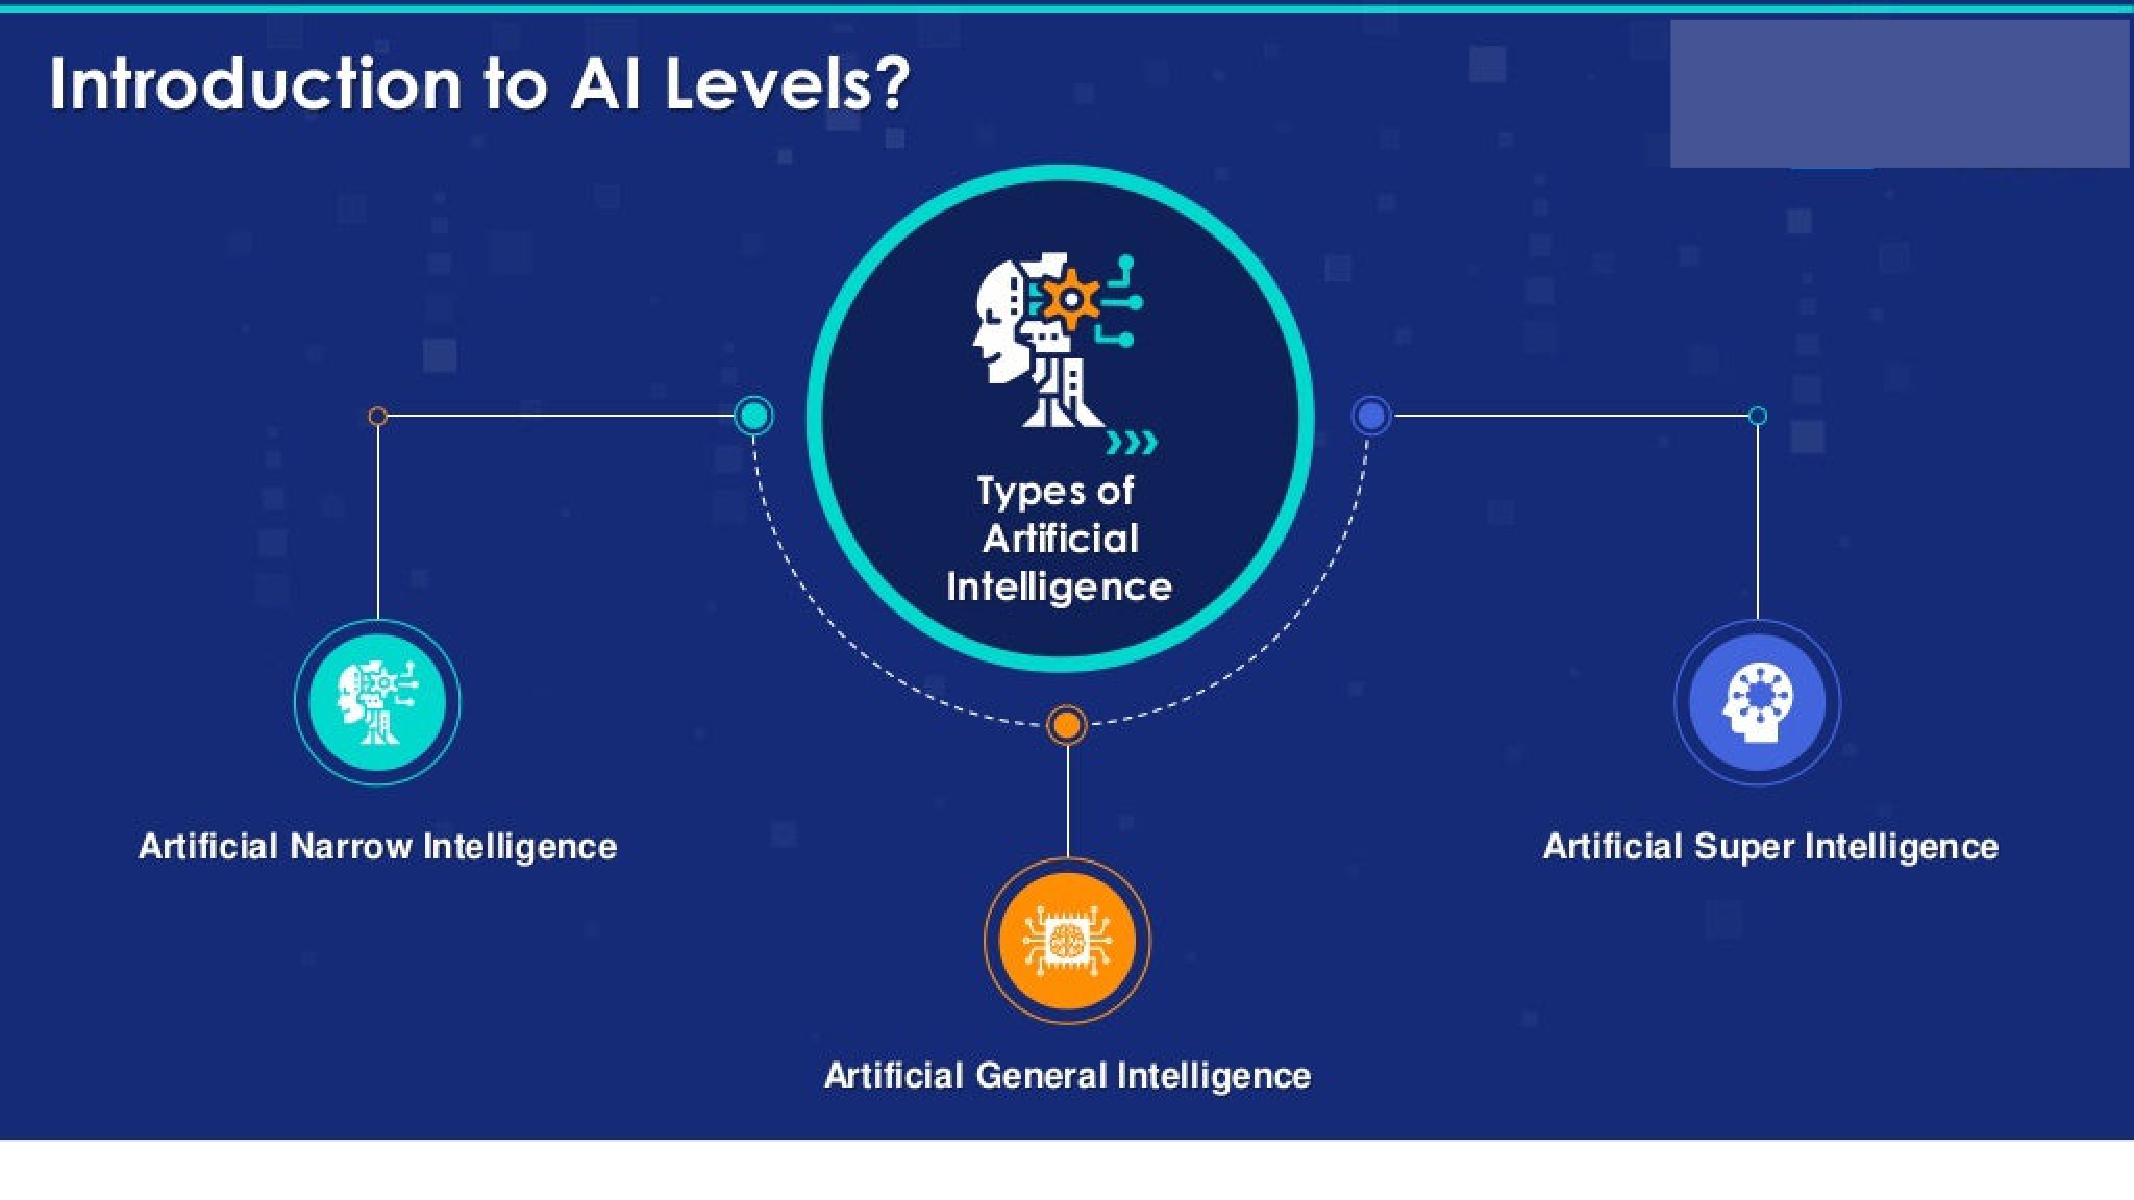 Introduction to AI Levels?
Types of
Artificial
Intelligence
Artificial Narrow Intelligence
Artificial Super Intelligence
Artificial General Intelligence